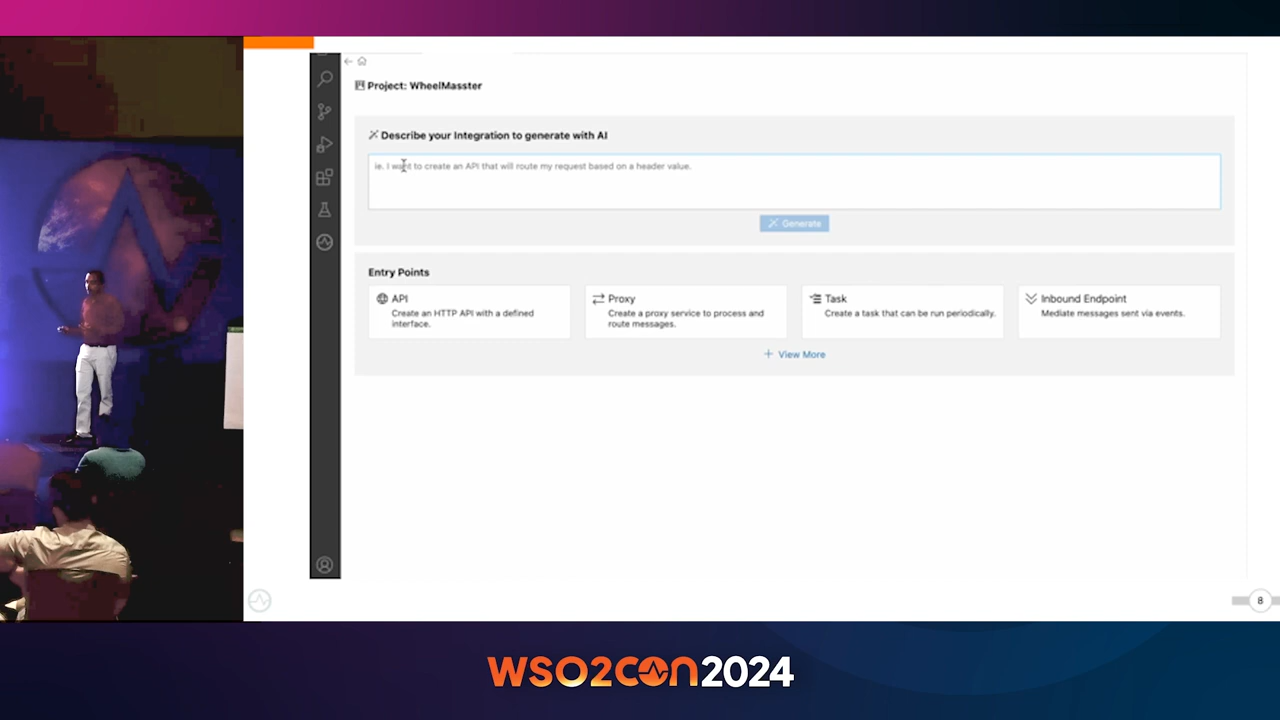 Project: WheelMasster
Describe your Integration to generate with AI
ie. I want to create an API that will route my request based on a header value.
Generate
Entry Points
API
Create an HTTP API with a defined
interface.
Proxy
Create a proxy service to process and
route messages.
Task
Create a task that can be run periodically.
Inbound Endpoint
Mediate messages sent via events.
+ View More
8
WSO2CON2024